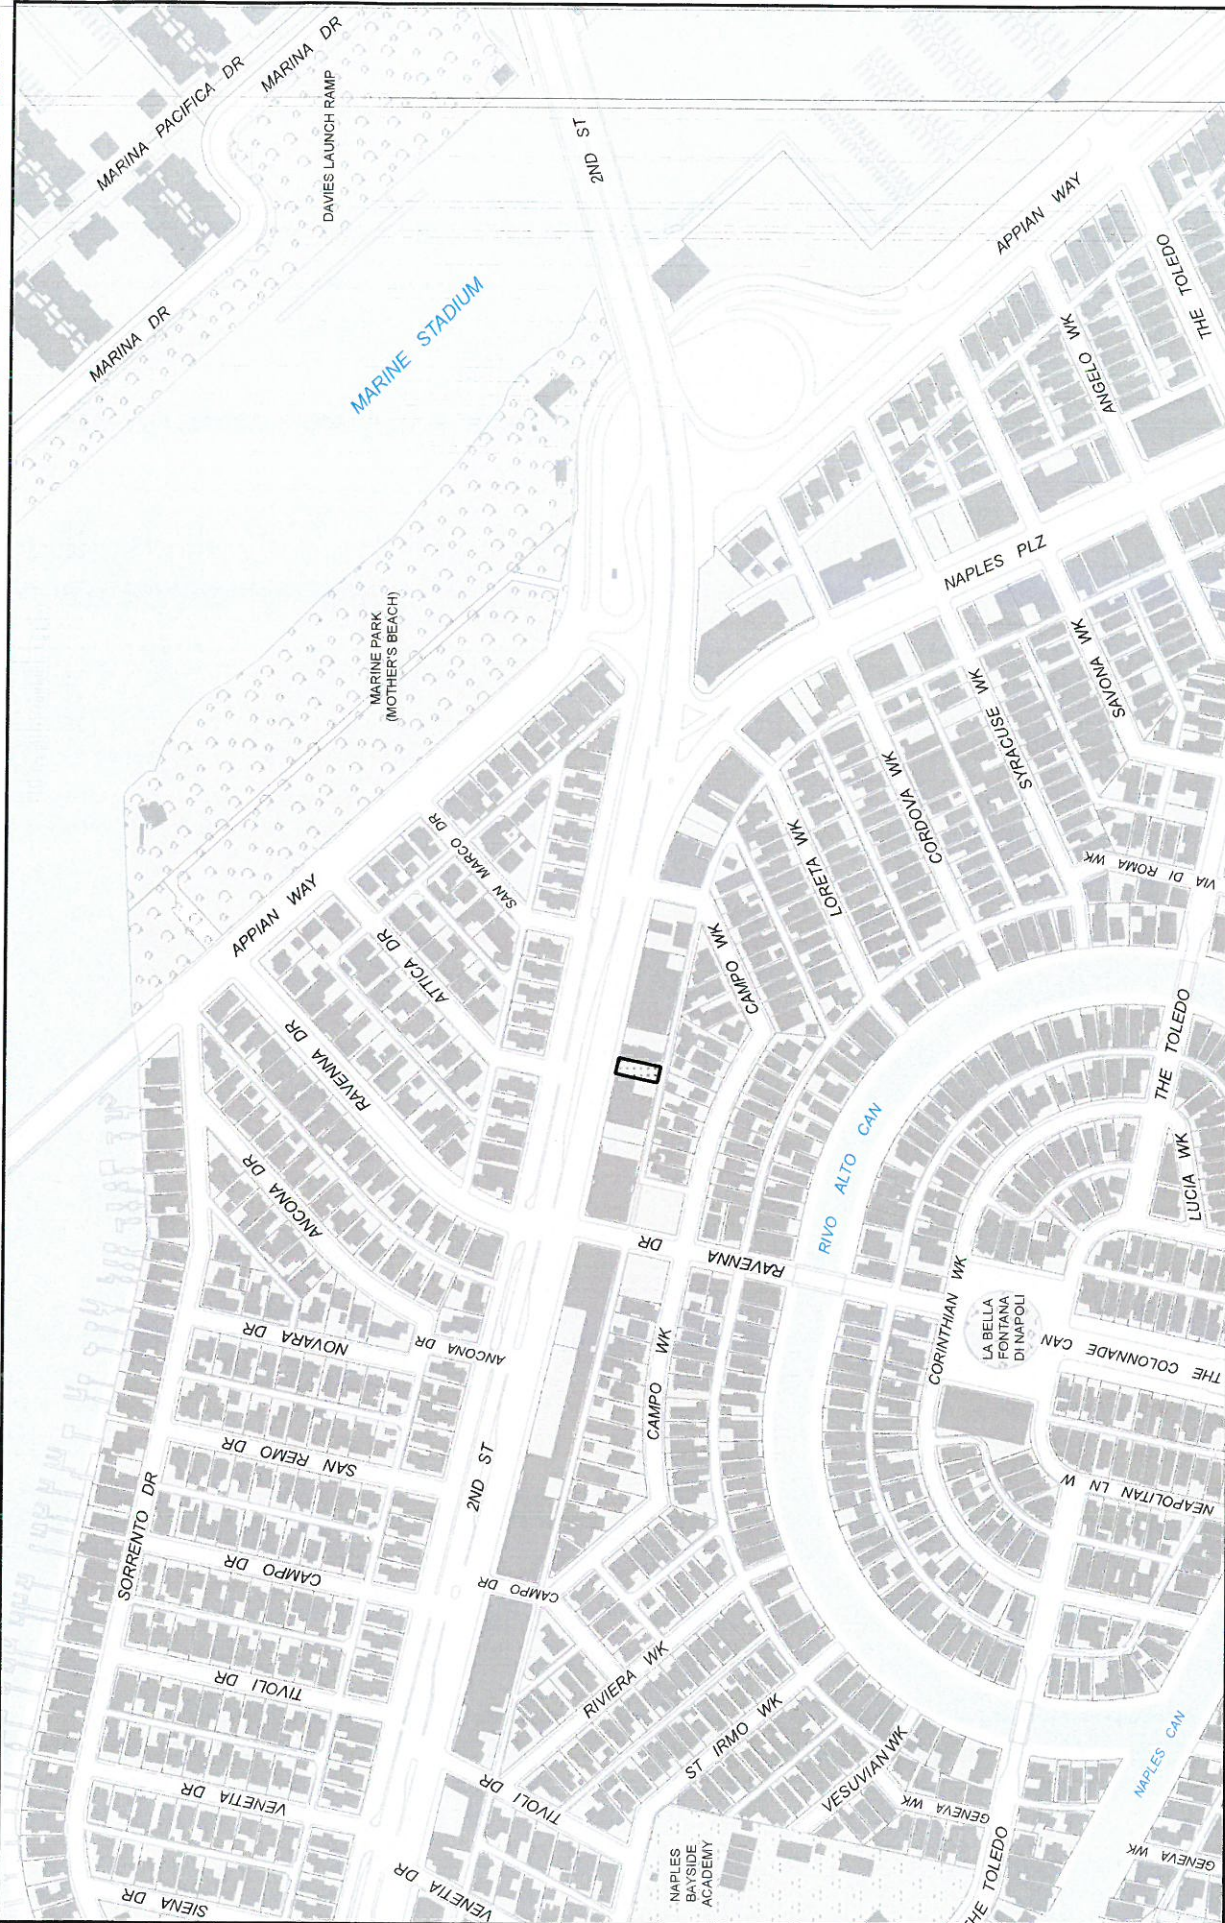 MARINA DR
MARINA PACIFICA DR
DAVIES LAUNCH RAMP
2ND ST
MARINA DR
MARINE STADIUM
APPIAN WAY
THE TOLEDO
ANGELO WK
NAPLES PLZ
MARINE PARK
(MOTHER'S BEACH)
SAVONA WK
SYRACUSE WK
CORDOVA WK
LORETA WK
VIA DI ROMA WK
SAN MARCO DR
APPIAN WAY
ATTICA DR
CAMPO WK
RAVENNA DR
THE TOLEDO
RIVO ALTO CAN
LUCIA WK
ANCONA DR
RAVENNA DR
CORINTHIAN WK
LA BELLA
FONTANA
DI NAPOLI
THE COLONNADE CAN
NOVARA DR
ANCONA DR
CAMPO WK
SAN REMO DR
2ND ST
NEAPOLITAN LN W
SORRENTO DR
CAMPO DR
CAMPO DR
TIVOLI DR
RIVIERA WK
ST IRMO WK
VESUVIAN WK
NAPLES CAN
VENETIA DR
TIVOLI DR
GENEVA WK
GENEVA WK
THE TOLEDO
NAPLES
BAYSIDE
ACADEMY
SIENA DR
VENETIA DR